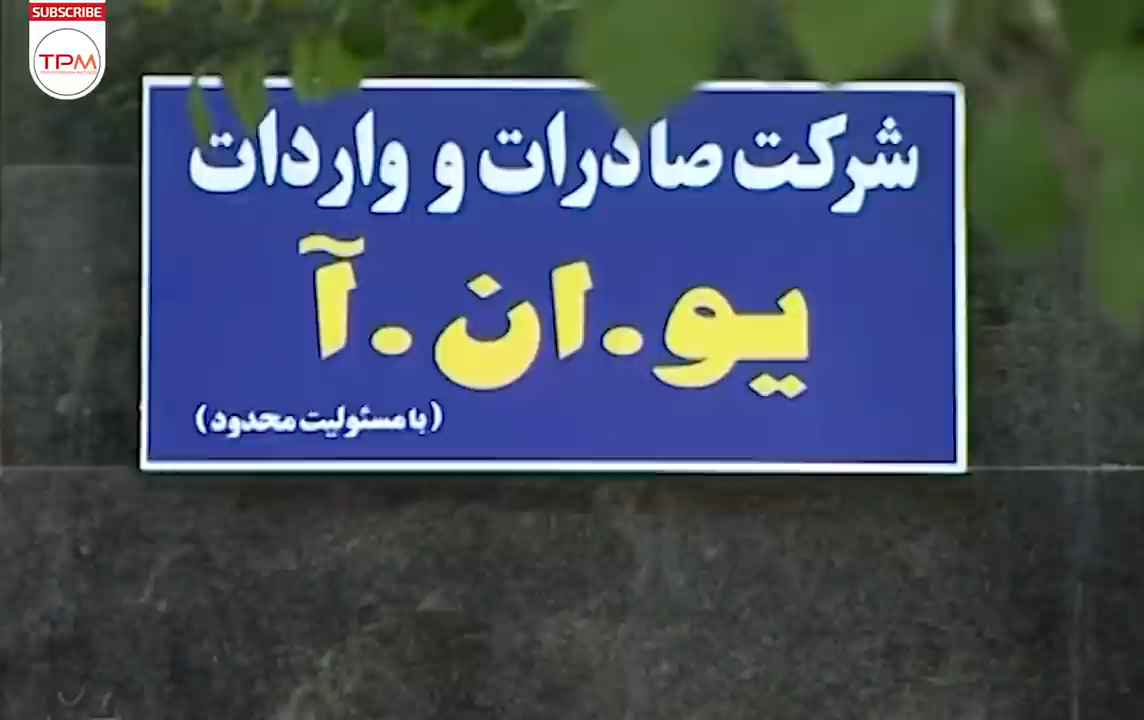 SUBSCRIBE
TPM
شرکت صادرات و واردات
یو.ان.آ
(با مسئولیت محدود)